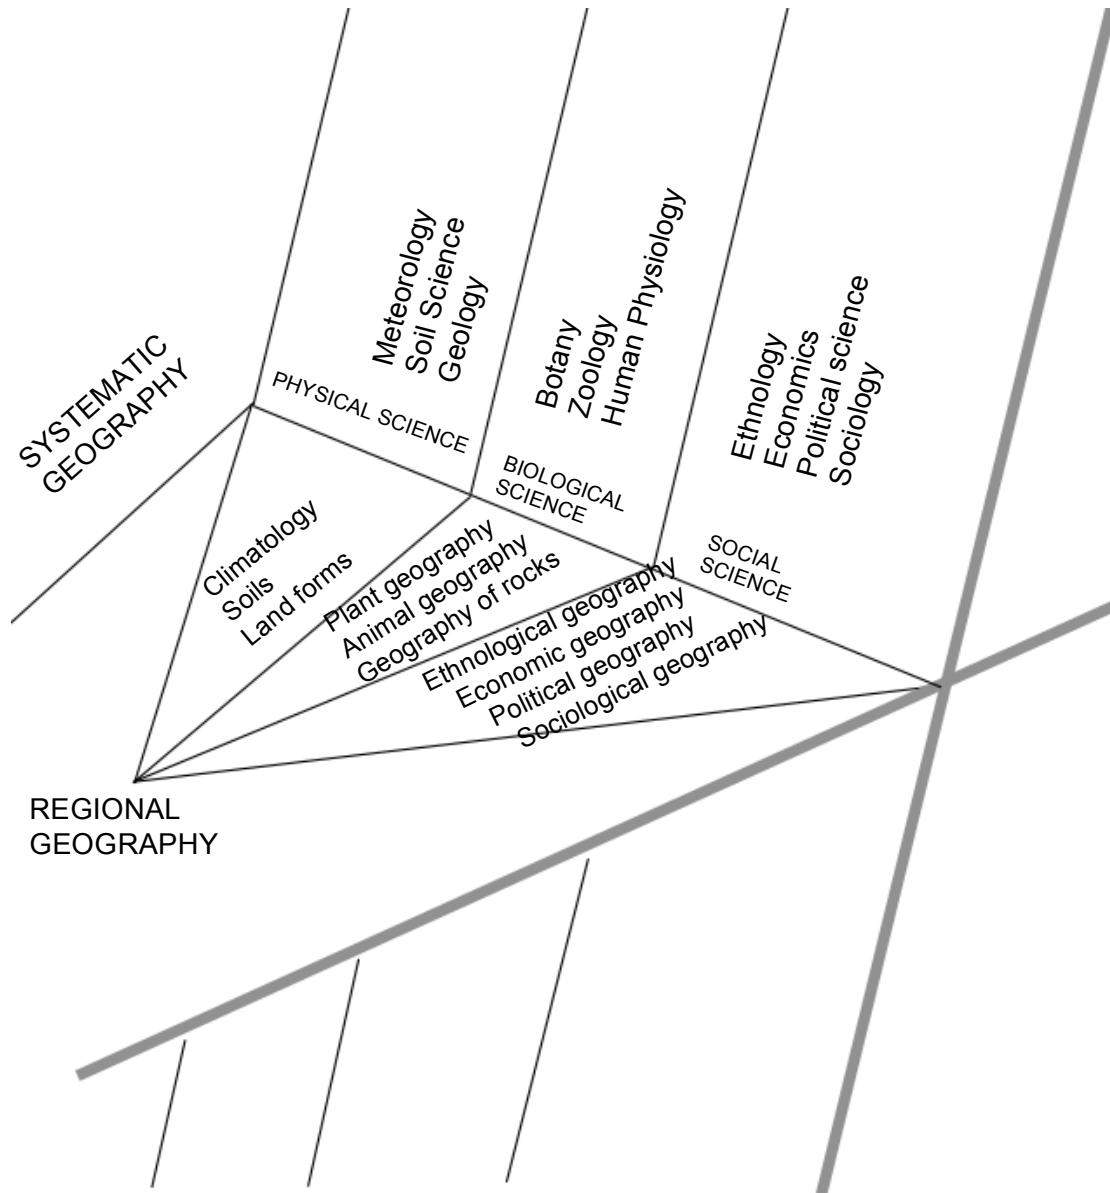 SYSTEMATIC
GEOGRAPHY
Meteorology
Soil Science
Geology
PHYSICAL SCIENCE
Botany
Zoology
Human Physiology
BIOLOGICAL
SCIENCE
Ethnology
Economics
Political science
Sociology
SOCIAL
SCIENCE
Climatology
Soils
Land forms
Plant geography
Animal geography
Geography of rocks
Ethnological geography
Economic geography
Political geography
Sociological geography
REGIONAL
GEOGRAPHY